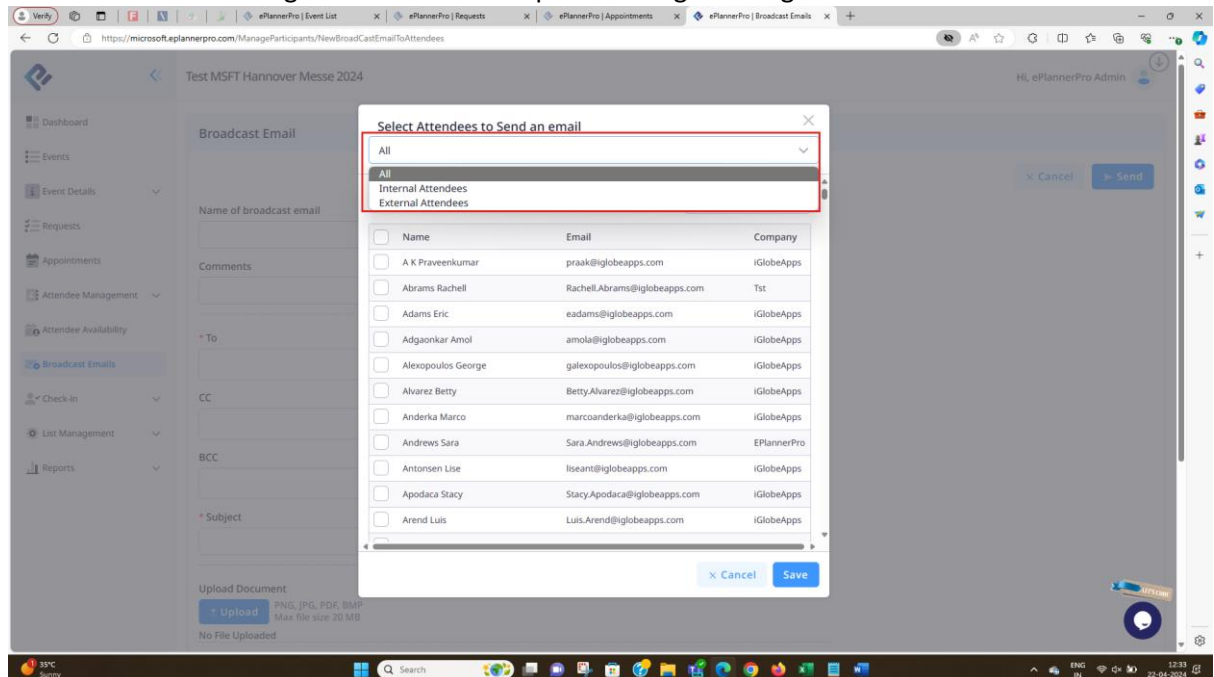 Verify
ePlannerPro | Event List
ePlannerPro | Requests
ePlannerPro | Appointments
ePlannerPro | Broadcast Emails
https://microsoft.eplannerpro.com/ManageParticipants/NewBroadCastEmailToAttendees
Test MSFT Hannover Messe 2024
Hi, ePlannerPro Admin
Dashboard
Events
Event Details
Requests
Appointments
Attendee Management
Attendee Availability
Broadcast Emails
Check-in
List Management
Reports
Broadcast Email
× Cancel
Send
Name of broadcast email
Comments
* To
CC
BCC
* Subject
Upload Document
Upload
PNG, JPG, PDF, BMP
Max file size 20 MB
No File Uploaded
Select Attendees to Send an email
All
All
Internal Attendees
External Attendees
Name Email Company
A K Praveenkumar praak@iglobeapps.com iGlobeApps
Abrams Rachell Rachell.Abrams@iglobeapps.com Tst
Adams Eric eadams@iglobeapps.com iGlobeApps
Adgaonkar Amol amola@iglobeapps.com iGlobeApps
Alexopoulos George galexopoulos@iglobeapps.com iGlobeApps
Alvarez Betty Betty.Alvarez@iglobeapps.com iGlobeApps
Anderka Marco marcoanderka@iglobeapps.com iGlobeApps
Andrews Sara Sara.Andrews@iglobeapps.com EPlannerPro
Antonsen Lise liseant@iglobeapps.com iGlobeApps
Apodaca Stacy Stacy.Apodaca@iglobeapps.com iGlobeApps
Arend Luis Luis.Arend@iglobeapps.com iGlobeApps
× Cancel
Save
35°C
Sunny
Search
ENG
IN
12:33
22-04-2024